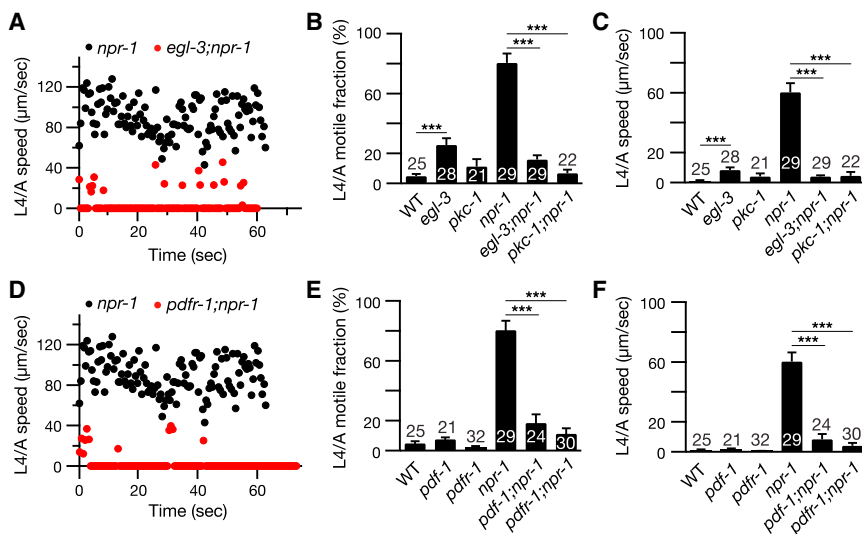 A
npr-1 egl-3;npr-1
L4/A speed (µm/sec)
120
80
40
0
0 20 40 60
Time (sec)
B
L4/A motile fraction (%)
100
60
20
0
***
***
***
25 28 21 29 29 22
WT egl-3 pkc-1 npr-1 egl-3;npr-1 pkc-1;npr-1
C
L4/A speed (µm/sec)
100
60
20
0
***
***
***
25 28 21 29 29 22
WT egl-3 pkc-1 npr-1 egl-3;npr-1 pkc-1;npr-1
D
npr-1 pdfr-1;npr-1
L4/A speed (µm/sec)
120
80
40
0
0 20 40 60
Time (sec)
E
L4/A motile fraction (%)
100
60
20
0
***
***
25 21 32 29 24 30
WT pdf-1 pdfr-1 npr-1 pdf-1;npr-1 pdfr-1;npr-1
F
L4/A speed (µm/sec)
100
60
20
0
***
***
25 21 32 29 24 30
WT pdf-1 pdfr-1 npr-1 pdf-1;npr-1 pdfr-1;npr-1